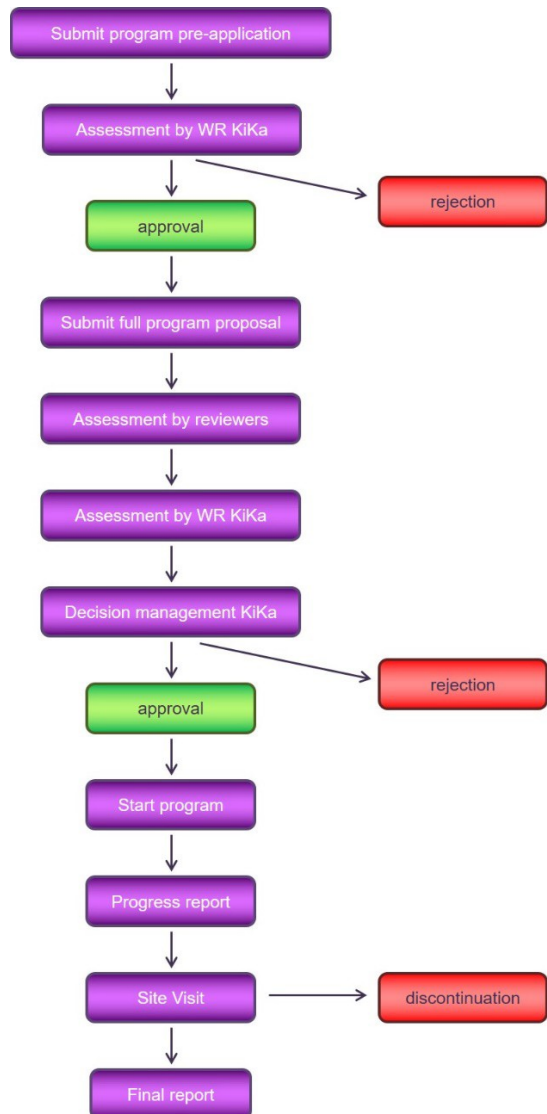 Submit program pre-application
Assessment by WR KiKa
rejection
approval
Submit full program proposal
Assessment by reviewers
Assessment by WR KiKa
Decision management KiKa
rejection
approval
Start program
Progress report
Site Visit
discontinuation
Final report